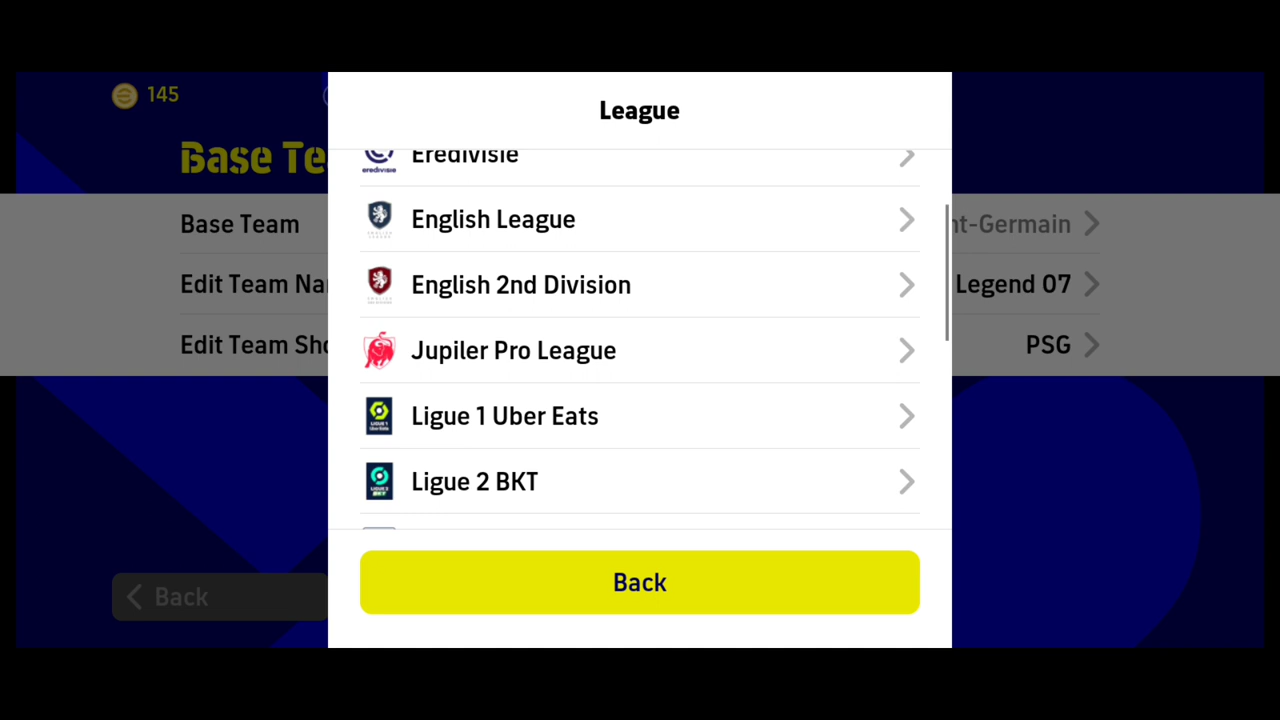 145
League
Base Te
Eredivisie
eredivisie
Base Team
English League
nt-Germain
Edit Team Na
English 2nd Division
Legend 07
Edit Team Sho
Jupiler Pro League
PSG
Ligue 1 Uber Eats
Ligue 2 BKT
Back
Back